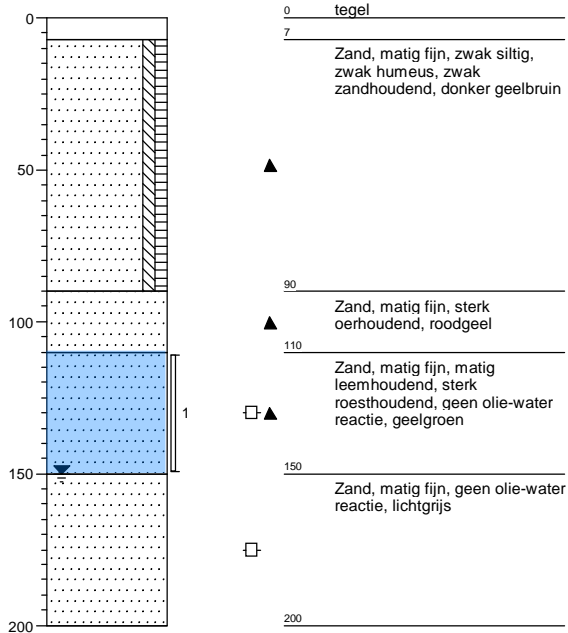 0
50
100
150
200
1
0
tegel
7
Zand, matig fijn, zwak siltig,
zwak humeus, zwak
zandhoudend, donker geelbruin
90
Zand, matig fijn, sterk
oerhoudend, roodgeel
110
Zand, matig fijn, matig
leemhoudend, sterk
roesthoudend, geen olie-water
reactie, geelgroen
150
Zand, matig fijn, geen olie-water
reactie, lichtgrijs
200